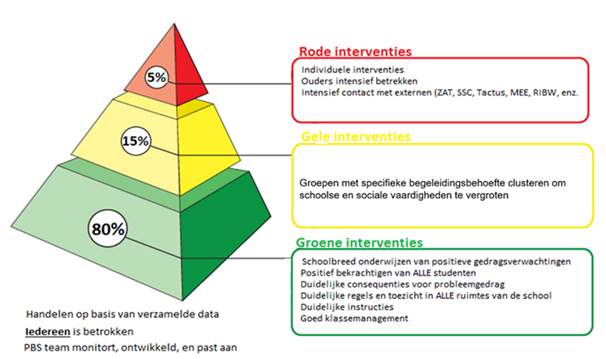 5%
Rode interventies
Individuele interventies
Ouders intensief betrekken
Intensief contact met externen (ZAT, SSC, Tactus, MEE, RIBW, enz.
15%
Gele interventies
Groepen met specifieke begeleidingsbehoefte clusteren om
schoolse en sociale vaardigheden te vergroten
80%
Groene interventies
Schoolbreed onderwijzen van positieve gedragsverwachtingen
Positief bekrachtigen van ALLE studenten
Duidelijke consequenties voor probleemgedrag
Duidelijke regels en toezicht in ALLE ruimtes van de school
Duidelijke instructies
Goed klassemanagement
Handelen op basis van verzamelde data
Iedereen is betrokken
PBS team monitort, ontwikkeld, en past aan